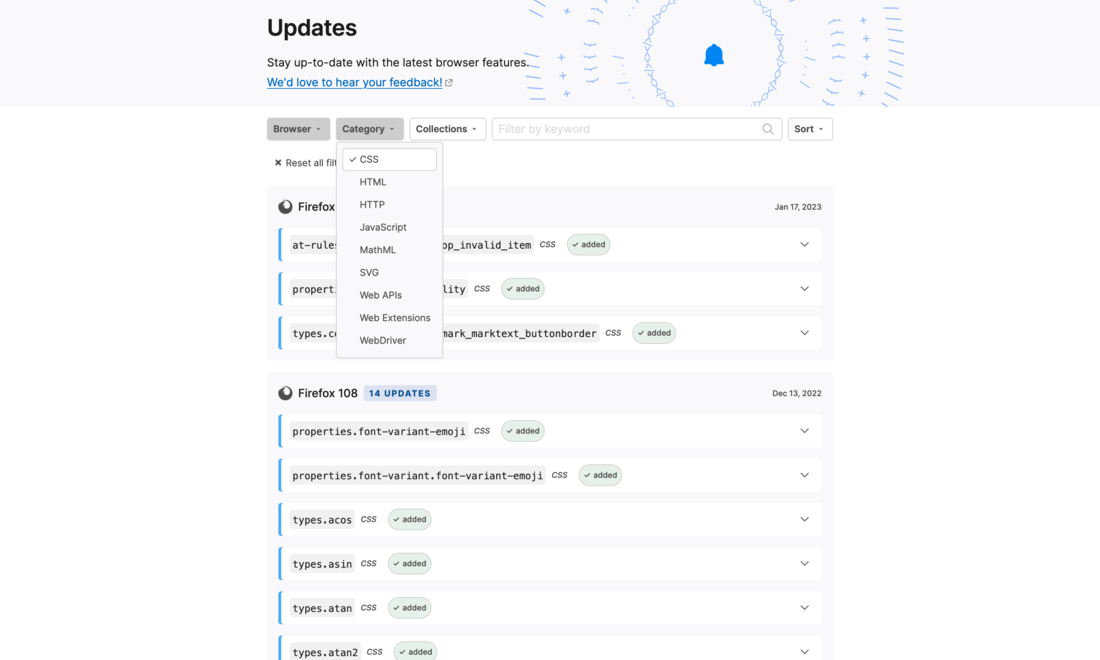 Updates
Stay up-to-date with the latest browser features.
We'd love to hear your feedback!
Browser
Category
Collections
Filter by keyword
Sort
Reset all filt
CSS
HTML
HTTP
JavaScript
MathML
SVG
Web APIs
Web Extensions
WebDriver
Firefox
Jan 17, 2023
at-rules
op_invalid_item CSS added
propert
lity CSS added
types.co
mark_marktext_buttonborder CSS added
Firefox 108 14 UPDATES
Dec 13, 2022
properties.font-variant-emoji CSS added
properties.font-variant.font-variant-emoji CSS added
types.acos CSS added
types.asin CSS added
types.atan CSS added
types.atan2 CSS added